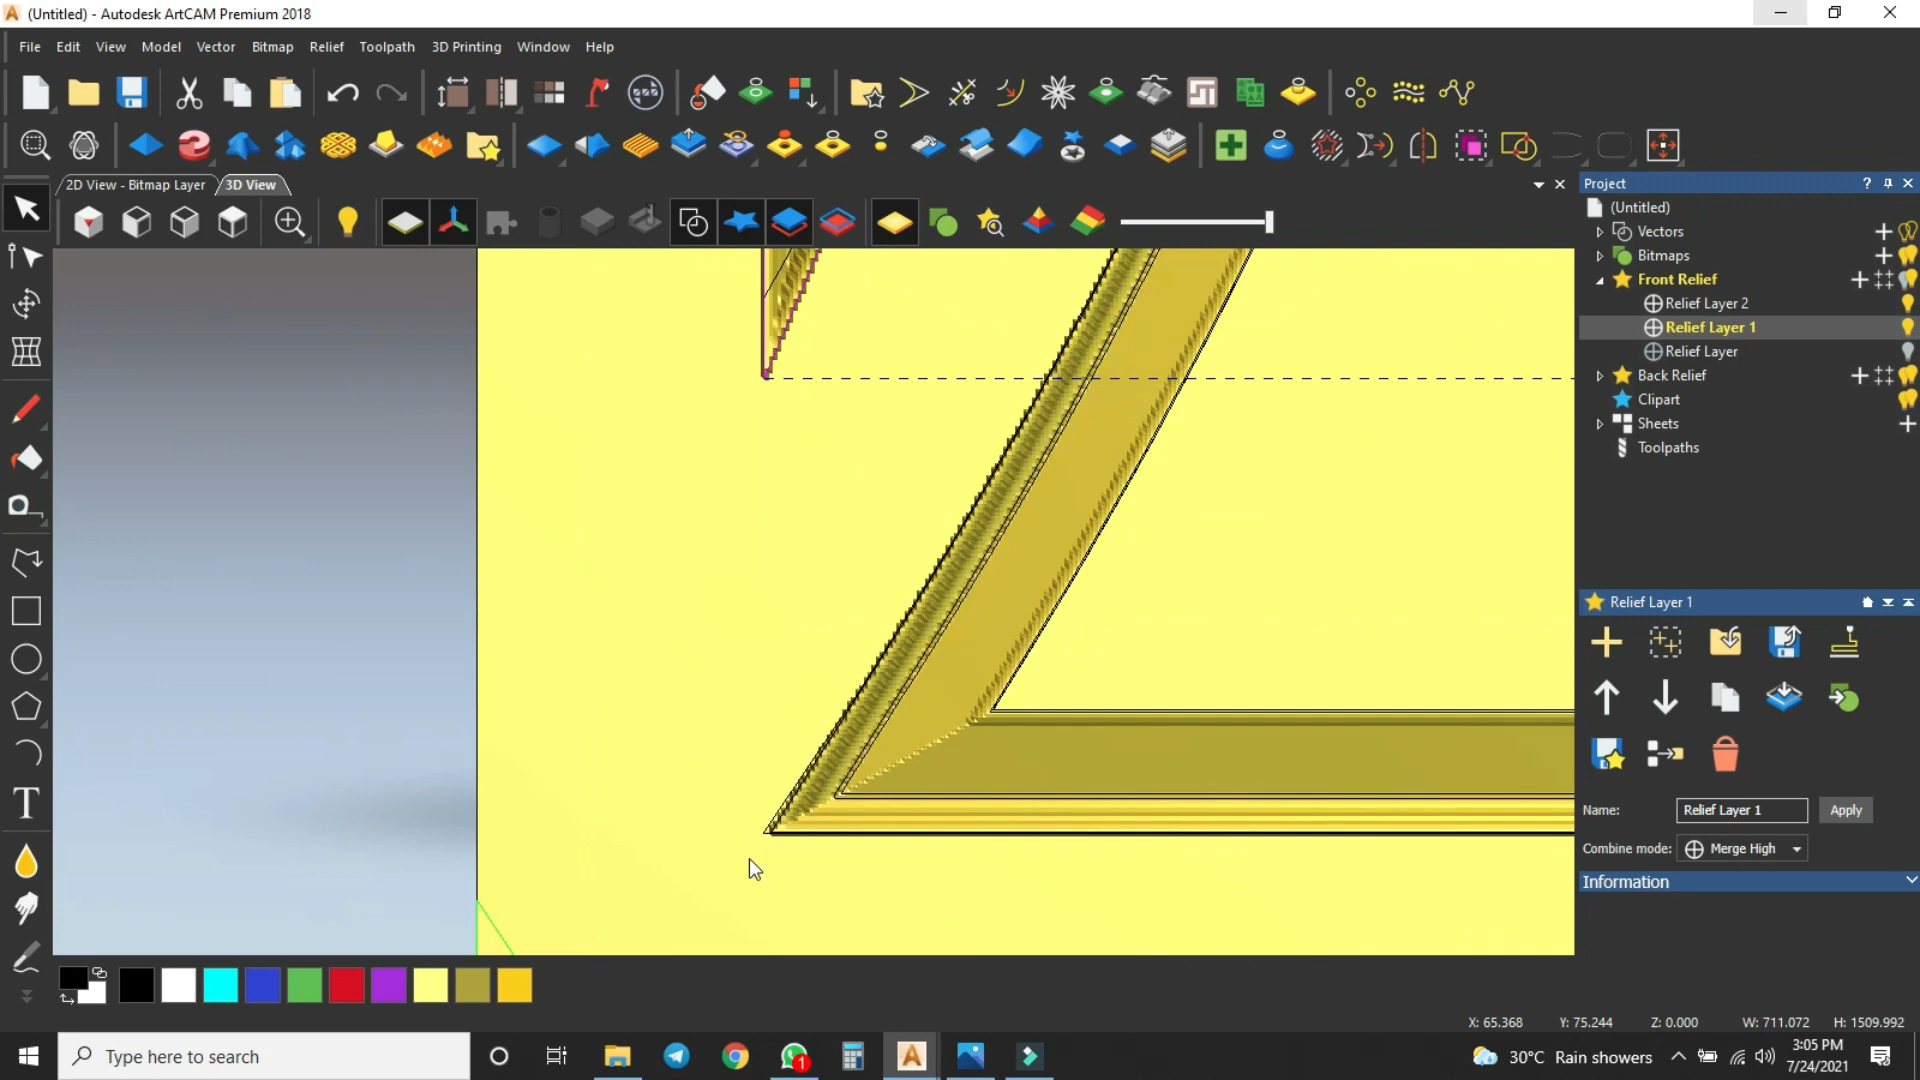 (Untitled) - Autodesk ArtCAM Premium 2018
File Edit View Model Vector Bitmap Relief Toolpath 3D Printing Window Help
2D View - Bitmap Layer 3D View
Project
(Untitled)
Vectors
Bitmaps
Front Relief
Relief Layer 2
Relief Layer 1
Relief Layer
Back Relief
Clipart
Sheets
Toolpaths
Relief Layer 1
Name: Relief Layer 1 Apply
Combine mode: Merge High
Information
X: 65.368 Y: 75.244 Z: 0.000 W: 711.072 H: 1509.992
Type here to search
1
30°C Rain showers
3:05 PM
7/24/2021